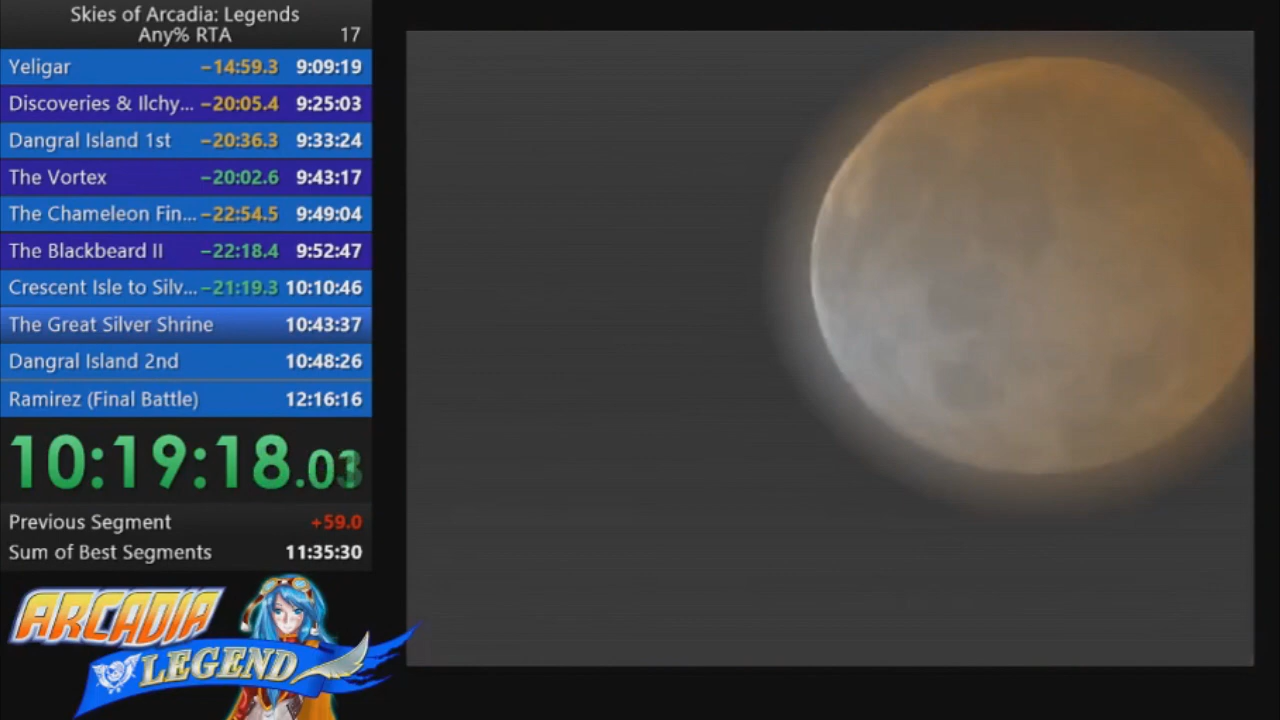 Skies of Arcadia: Legends
Any% RTA 17
Yeligar −14:59.3 9:09:19
Discoveries & Ilchy... −20:05.4 9:25:03
Dangral Island 1st −20:36.3 9:33:24
The Vortex −20:02.6 9:43:17
The Chameleon Fin... −22:54.5 9:49:04
The Blackbeard II −22:18.4 9:52:47
Crescent Isle to Silv... −21:19.3 10:10:46
The Great Silver Shrine 10:43:37
Dangral Island 2nd 10:48:26
Ramirez (Final Battle) 12:16:16
10:19:18.03
Previous Segment +59.0
Sum of Best Segments 11:35:30
ARCADIA
LEGEND